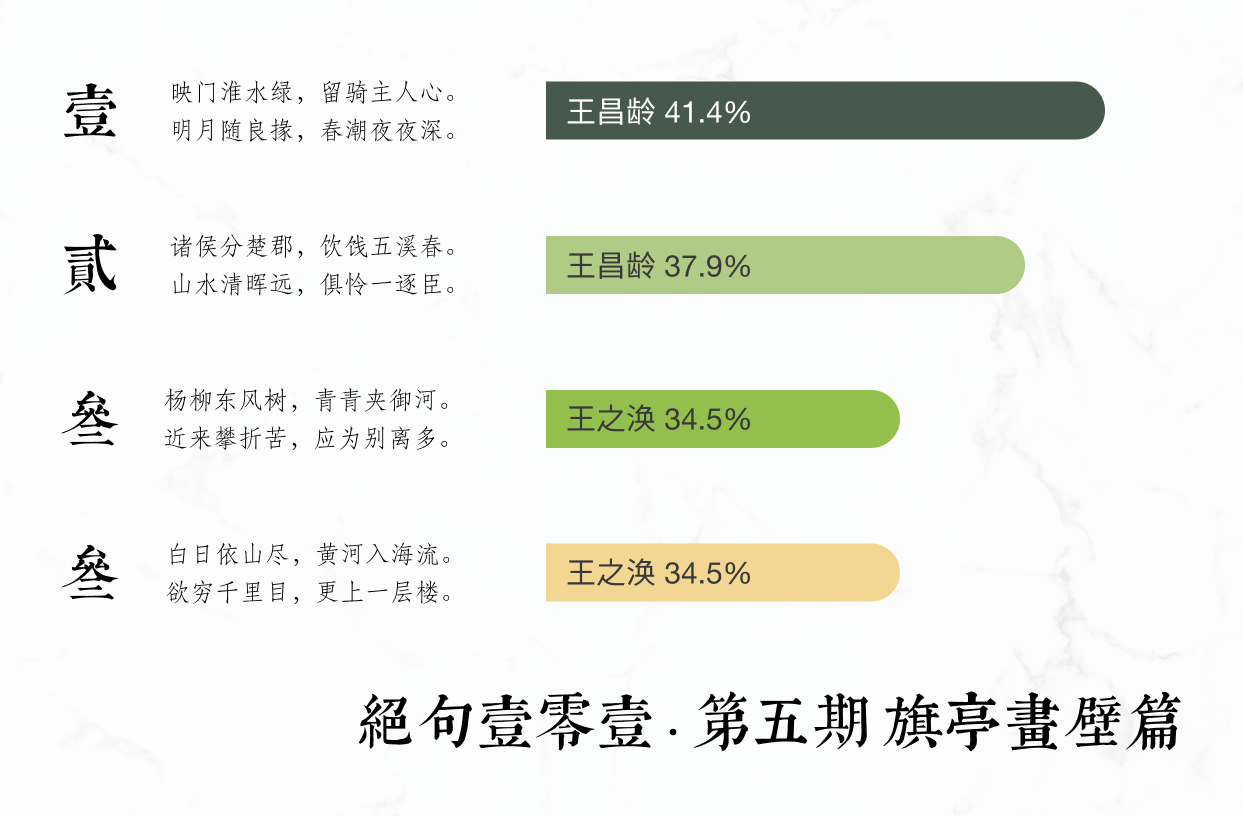 壹
映门淮水绿，留骑主人心。
明月随良掾，春潮夜夜深。
王昌龄 41.4%
貳
诸侯分楚郡，饮饯五溪春。
山水清晖远，俱怜一逐臣。
王昌龄 37.9%
叄
杨柳东风树，青青夹御河。
近来攀折苦，应为别离多。
王之涣 34.5%
叄
白日依山尽，黄河入海流。
欲穷千里目，更上一层楼。
王之涣 34.5%
絕句壹零壹 · 第五期 旗亭畫壁篇